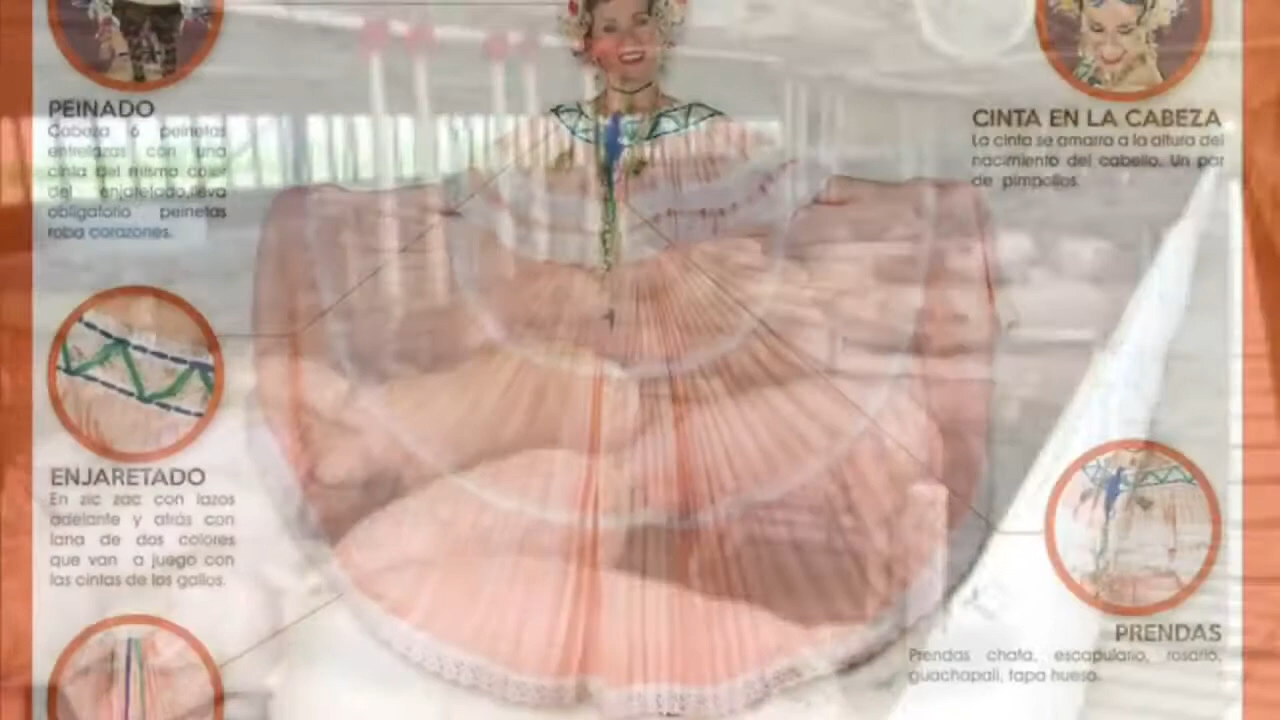 PEINADO
Cabeza ó peinetas
entrelazas con una
cinta del misma color
del enjaretado,lleva
obligatorio peinetas
roba corazones.
CINTA EN LA CABEZA
La cinta se amarra a la altura del
nacimiento del cabello. Un par
de pimpollos.
ENJARETADO
En zic zac con lazos
adelante y atrás con
lana de dos colores
que van a juego con
las cintas de los gallos.
PRENDAS
Prendas chata, escapulario, rosario,
guachapali, tapa hueso.